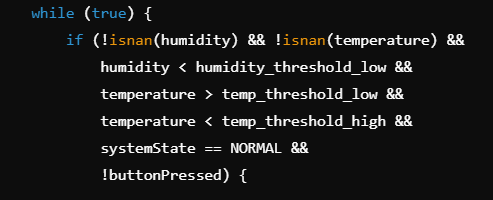 while (true) {
if (!isnan(humidity) && !isnan(temperature) &&
humidity < humidity_threshold_low &&
temperature > temp_threshold_low &&
temperature < temp_threshold_high &&
systemState == NORMAL &&
!buttonPressed) {